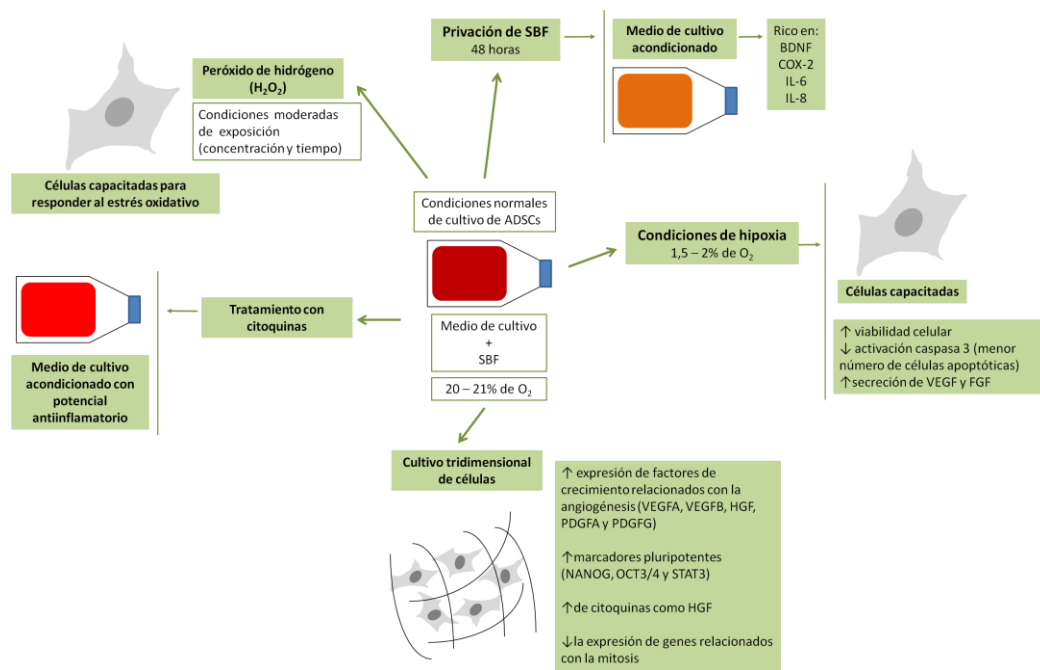 Privación de SBF
48 horas
Medio de cultivo
acondicionado
Rico en:
BDNF
COX-2
IL-6
IL-8
Peróxido de hidrógeno
(H₂O₂)
Condiciones moderadas
de exposición
(concentración y tiempo)
Células capacitadas para
responder al estrés oxidativo
Condiciones normales
de cultivo de ADSCs
Condiciones de hipoxia
1,5 – 2% de O₂
Células capacitadas
↑ viabilidad celular
↓ activación caspasa 3 (menor
número de células apoptóticas)
↑secreción de VEGF y FGF
Tratamiento con
citoquinas
Medio de cultivo
acondicionado con
potencial
antiinflamatorio
Medio de cultivo
+
SBF
20 – 21% de O₂
Cultivo tridimensional
de células
↑ expresión de factores de
crecimiento relacionados con la
angiogénesis (VEGFA, VEGFB, HGF,
PDGFA y PDGFG)
↑marcadores pluripotentes
(NANOG, OCT3/4 y STAT3)
↑de citoquinas como HGF
↓la expresión de genes relacionados
con la mitosis